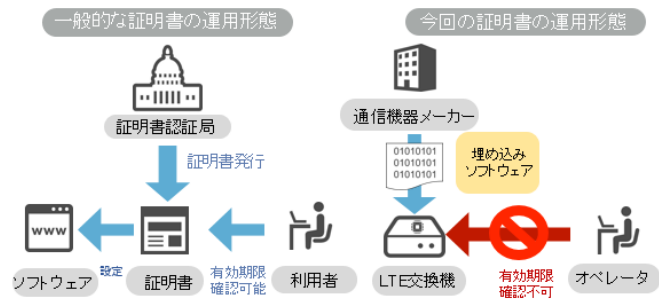 一般的な証明書の運用形態
今回の証明書の運用形態
証明書認証局
通信機器メーカー
証明書発行
01010101
01010101
01010101
埋め込み
ソフトウェア
www
ソフトウェア
設定
証明書
有効期限
確認可能
利用者
LTE交換機
有効期限
確認不可
オペレータ